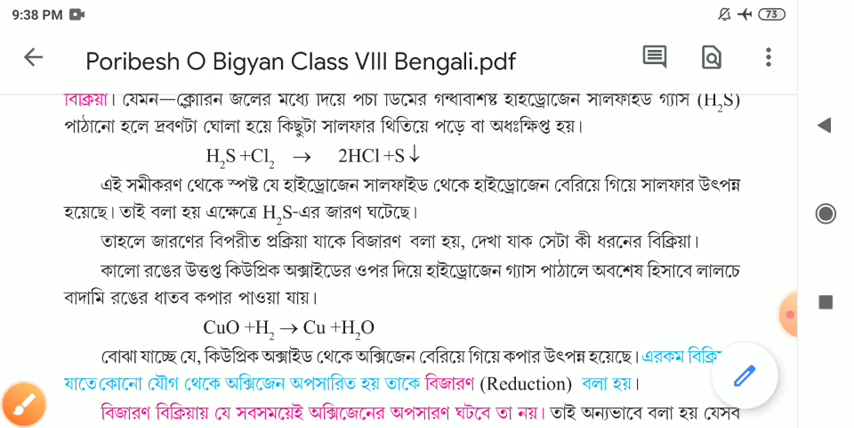 9:38 PM 73
Poribesh O Bigyan Class VIII Bengali.pdf
বিক্রিয়া। যেমন—ক্লোরিন জলের মধ্যে দিয়ে পচা ডিমের গন্ধবিশিষ্ট হাইড্রোজেন সালফাইড গ্যাস (H₂S)
পাঠানো হলে দ্রবণটা ঘোলা হয়ে কিছুটা সালফার থিতিয়ে পড়ে বা অধঃক্ষিপ্ত হয়।
H₂S +Cl₂ → 2HCl +S↓
এই সমীকরণ থেকে স্পষ্ট যে হাইড্রোজেন সালফাইড থেকে হাইড্রোজেন বেরিয়ে গিয়ে সালফার উৎপন্ন
হয়েছে। তাই বলা হয় এক্ষেত্রে H₂S-এর জারণ ঘটেছে।
তাহলে জারণের বিপরীত প্রক্রিয়া যাকে বিজারণ বলা হয়, দেখা যাক সেটা কী ধরনের বিক্রিয়া।
কালো রঙের উত্তপ্ত কিউপ্রিক অক্সাইডের ওপর দিয়ে হাইড্রোজেন গ্যাস পাঠালে অবশেষ হিসাবে লালচে
বাদামি রঙের ধাতব কপার পাওয়া যায়।
CuO +H₂ → Cu +H₂O
বোঝা যাচ্ছে যে, কিউপ্রিক অক্সাইড থেকে অক্সিজেন বেরিয়ে গিয়ে কপার উৎপন্ন হয়েছে। এরকম
যাতে কোনো যৌগ থেকে অক্সিজেন অপসারিত হয় তাকে বিজারণ (Reduction) বলা হয়।
বিজারণ বিক্রিয়ায় যে সবসময়েই অক্সিজেনের অপসারণ ঘটবে তা নয়। তাই অন্যভাবে বলা হয় যেসব